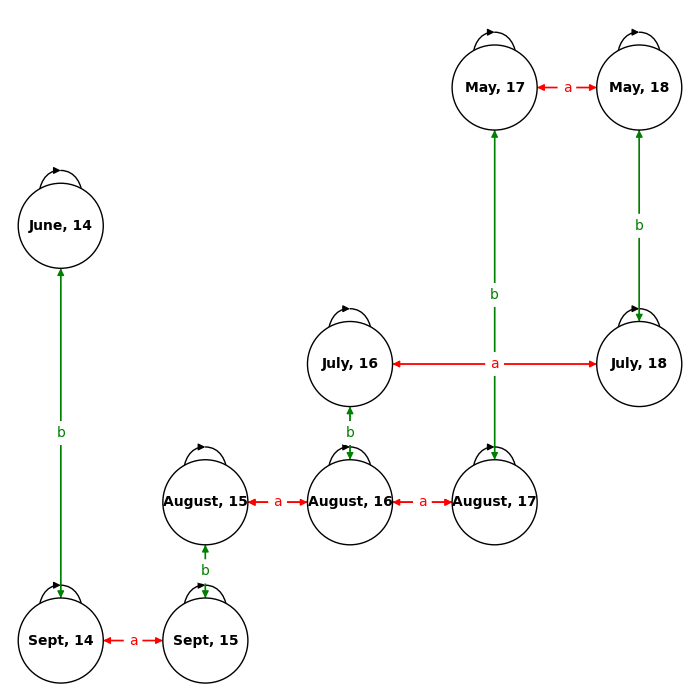 May, 17
a
May, 18
June, 14
b
b
July, 16
a
July, 18
b
b
August, 15
a
August, 16
a
August, 17
b
Sept, 14
a
Sept, 15